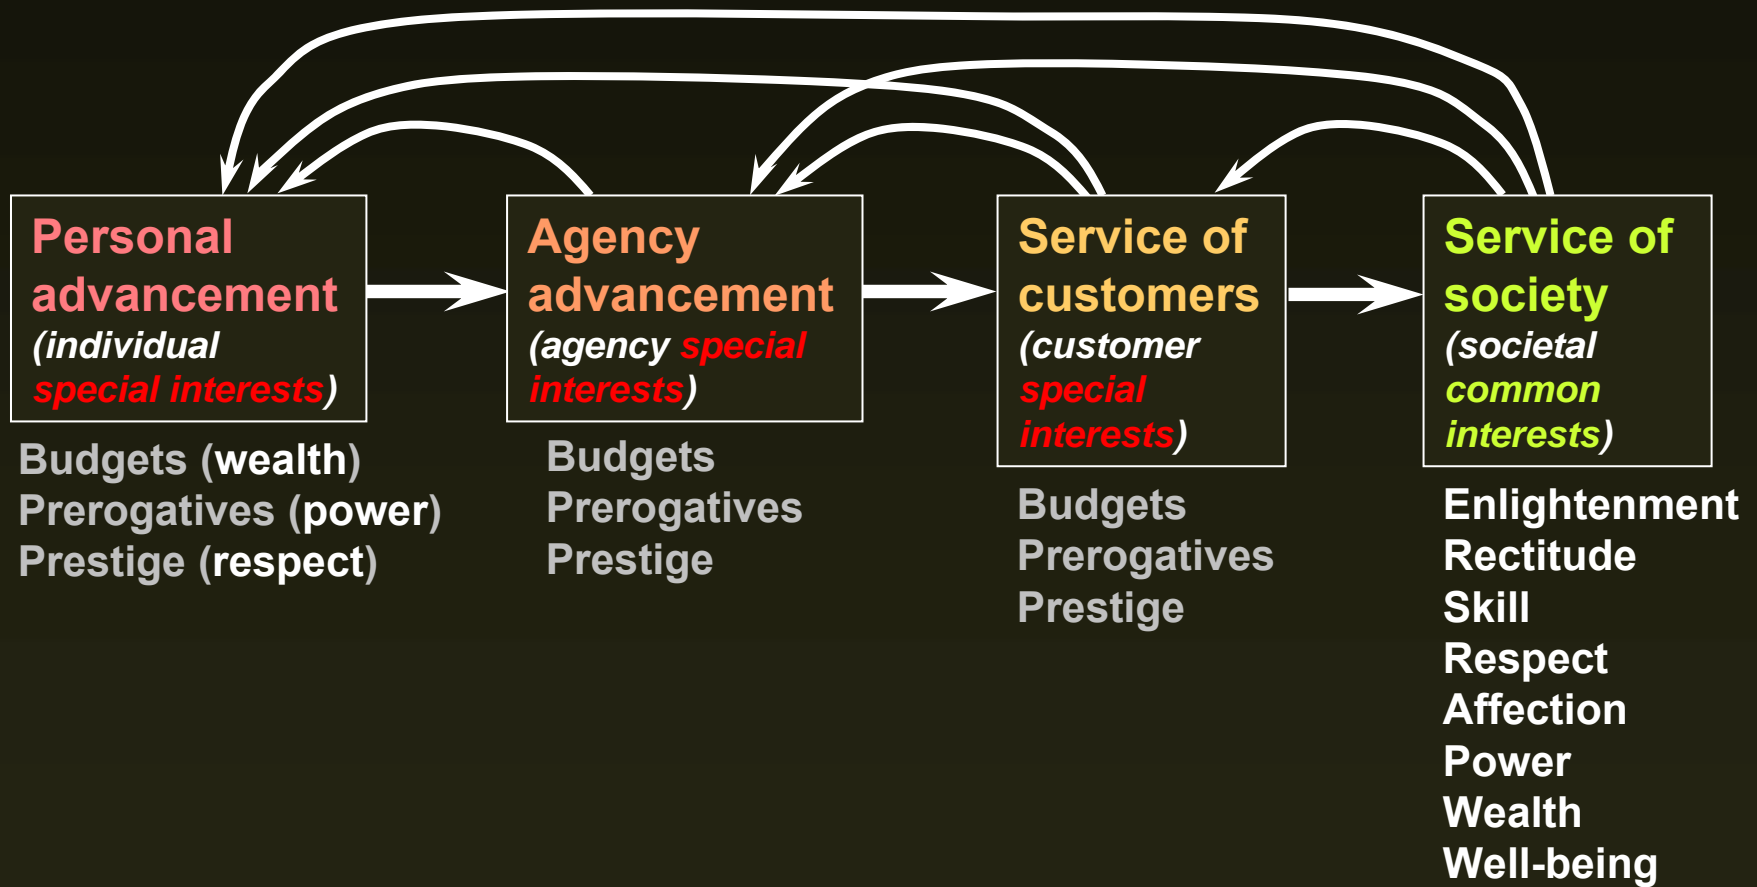 Personal
advancement
(individual
special interests)
Budgets (wealth)
Prerogatives (power)
Prestige (respect)
Agency
advancement
(agency special
interests)
Budgets
Prerogatives
Prestige
Service of
customers
(customer
special
interests)
Budgets
Prerogatives
Prestige
Service of
society
(societal
common
interests)
Enlightenment
Rectitude
Skill
Respect
Affection
Power
Wealth
Well-being